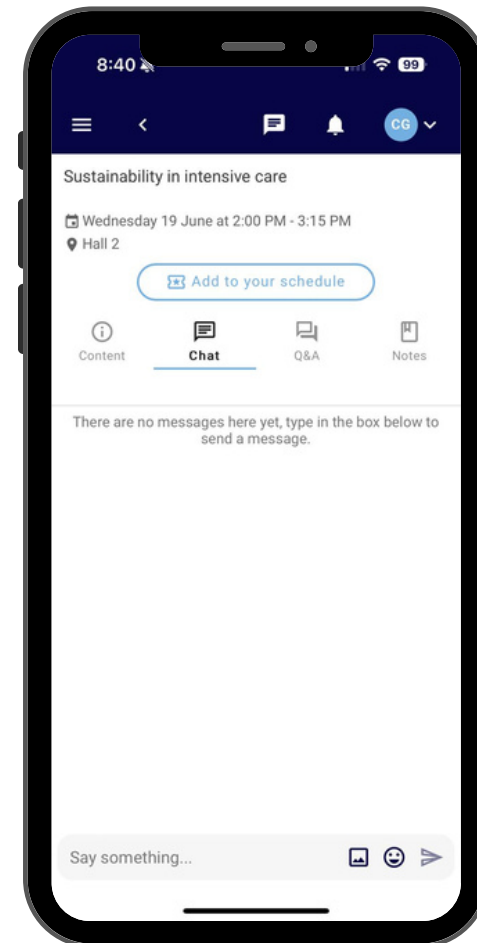 8:40
99
CG
Sustainability in intensive care
Wednesday 19 June at 2:00 PM - 3:15 PM
Hall 2
Add to your schedule
Content Chat Q&A Notes
There are no messages here yet, type in the box below to
send a message.
Say something...